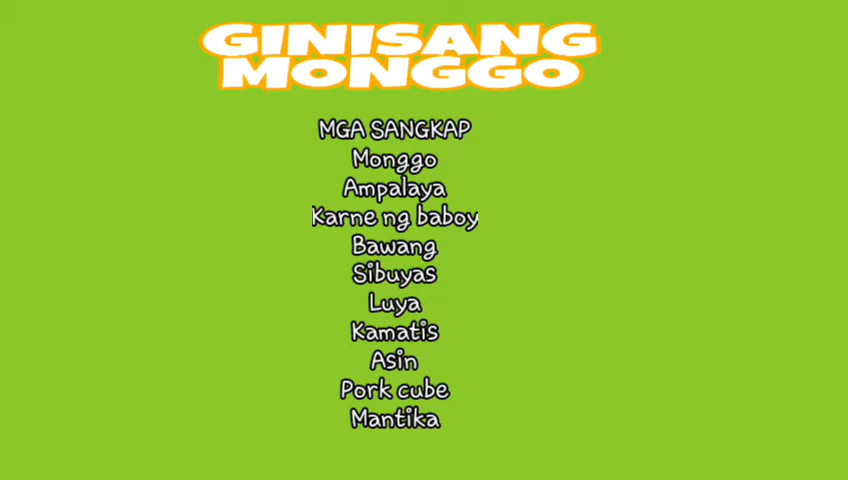 GINISANG
MONGGO
MGA SANGKAP
Monggo
Ampalaya
Karne ng baboy
Bawang
Sibuyas
Luya
Kamatis
Asin
Pork cube
Mantika